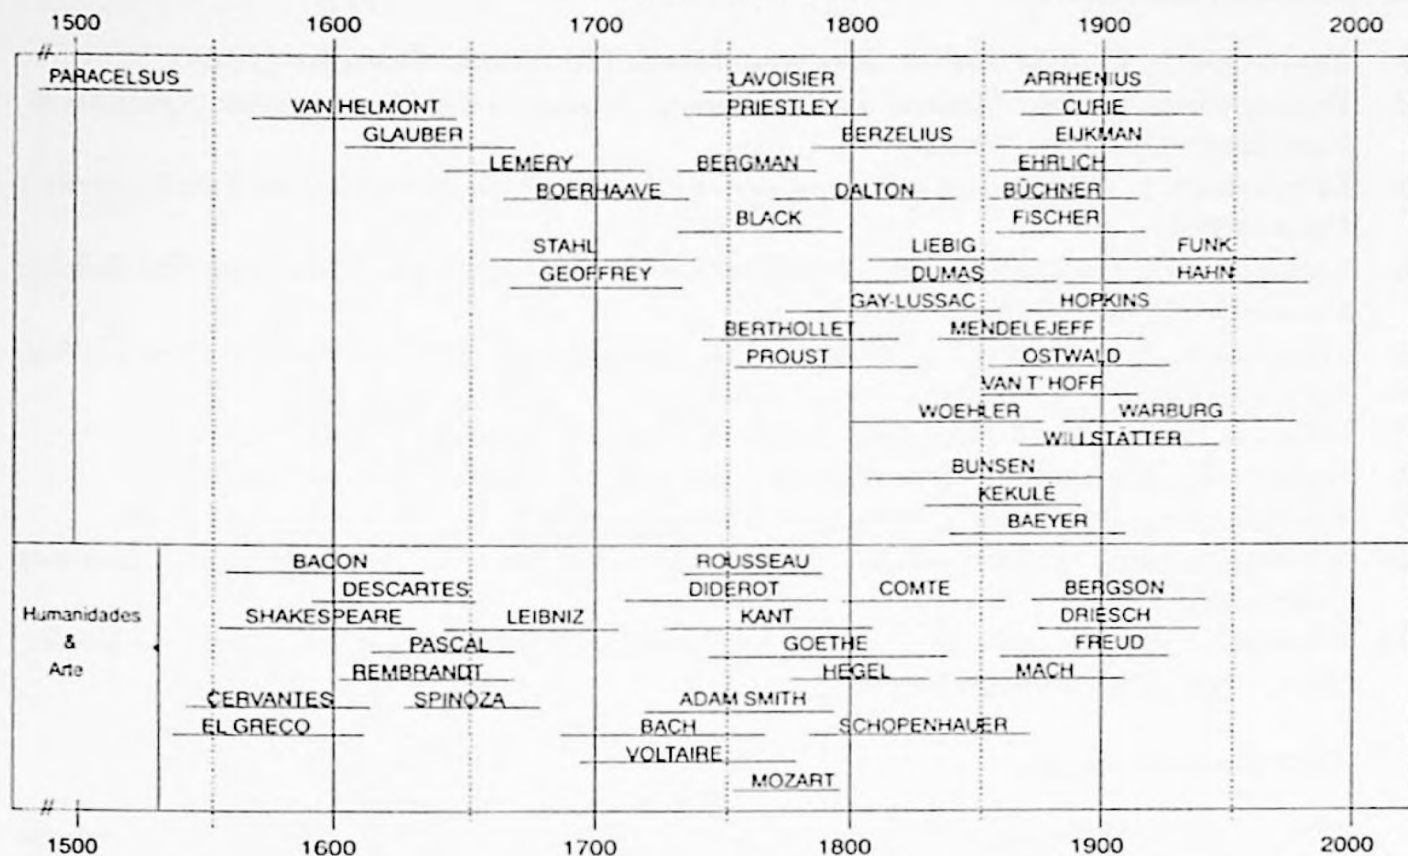 1500 1600 1700 1800 1900 2000
PARACELSUS LAVOISIER ARRHENIUS
VAN HELMONT PRIESTLEY CURIE
GLAUBER BERZELIUS EIJKMAN
LEMERY BERGMAN EHRLICH
BOERHAAVE DALTON BÜCHNER
BLACK FISCHER
STAHL LIEBIG FUNK
GEOFFREY DUMAS HAHN
GAY-LUSSAC HOPKINS
BERTHOLLET MENDELEJEFF
PROUST OSTWALD
VAN T' HOFF
WOEHLER WARBURG
WILLSTÄTTER
BUNSEN
KEKULÉ
BAEYER
BACON ROUSSEAU
DESCARTES DIDEROT COMTE BERGSON
Humanidades SHAKESPEARE LEIBNIZ KANT DRIESCH
& PASCAL GOETHE FREUD
Arte REMBRANDT HEGEL MACH
CERVANTES SPINOZA ADAM SMITH
EL GRECO BACH SCHOPENHAUER
VOLTAIRE
MOZART
1500 1600 1700 1800 1900 2000